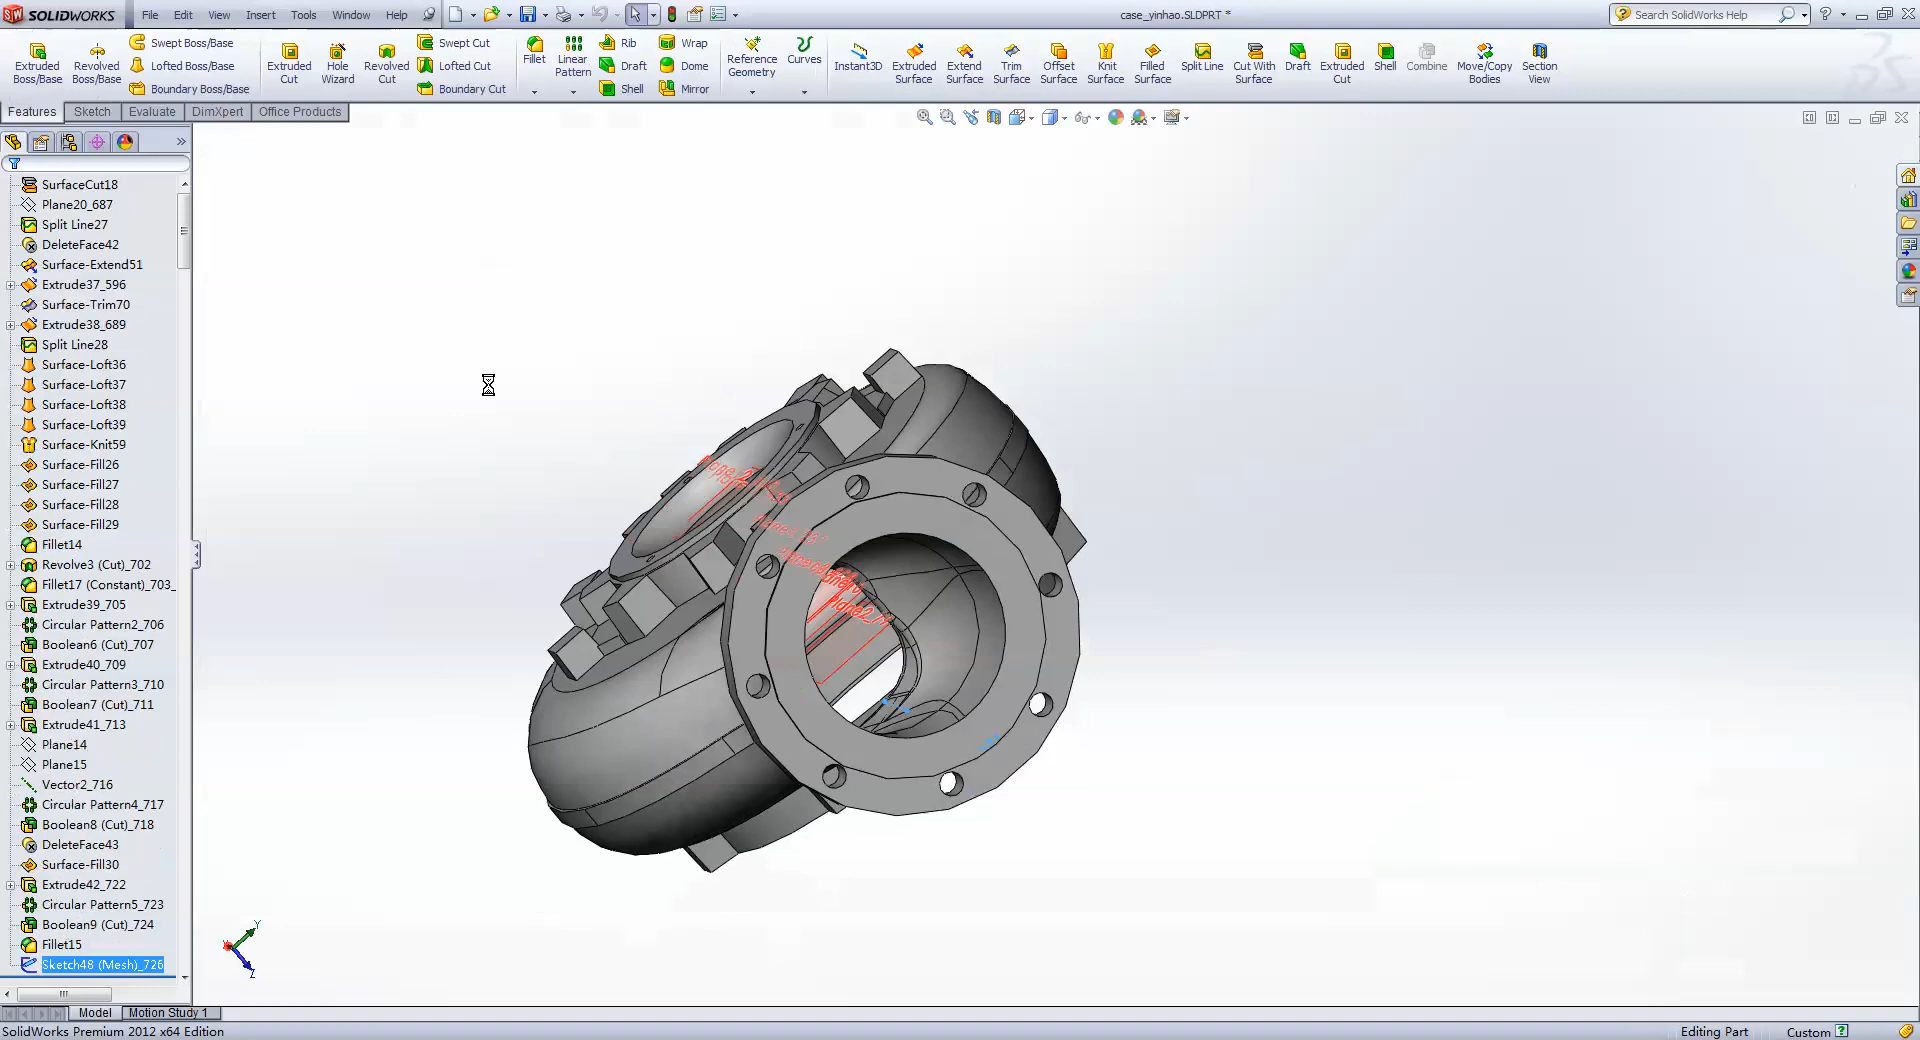 SOLIDWORKS
File Edit View Insert Tools Window Help
case_yinhao.SLDPRT *
Search SolidWorks Help
Extruded Boss/Base
Revolved Boss/Base
Swept Boss/Base
Lofted Boss/Base
Boundary Boss/Base
Extruded Cut
Hole Wizard
Revolved Cut
Swept Cut
Lofted Cut
Boundary Cut
Fillet
Linear Pattern
Rib
Draft
Shell
Wrap
Dome
Mirror
Reference Geometry
Curves
Instant3D
Extruded Surface
Extend Surface
Trim Surface
Offset Surface
Knit Surface
Filled Surface
Split Line
Cut With Surface
Draft
Extruded Cut
Shell
Combine
Move/Copy Bodies
Section View
Features Sketch Evaluate DimXpert Office Products
SurfaceCut18
Plane20_687
Split Line27
DeleteFace42
Surface-Extend51
Extrude37_596
Surface-Trim70
Extrude38_689
Split Line28
Surface-Loft36
Surface-Loft37
Surface-Loft38
Surface-Loft39
Surface-Knit59
Surface-Fill26
Surface-Fill27
Surface-Fill28
Surface-Fill29
Fillet14
Revolve3 (Cut)_702
Fillet17 (Constant)_703_
Extrude39_705
Circular Pattern2_706
Boolean6 (Cut)_707
Extrude40_709
Circular Pattern3_710
Boolean7 (Cut)_711
Extrude41_713
Plane14
Plane15
Vector2_716
Circular Pattern4_717
Boolean8 (Cut)_718
DeleteFace43
Surface-Fill30
Extrude42_722
Circular Pattern5_723
Boolean9 (Cut)_724
Fillet15
Sketch48 (Mesh)_726
Y
Z
Model Motion Study 1
SolidWorks Premium 2012 x64 Edition
Editing Part
Custom